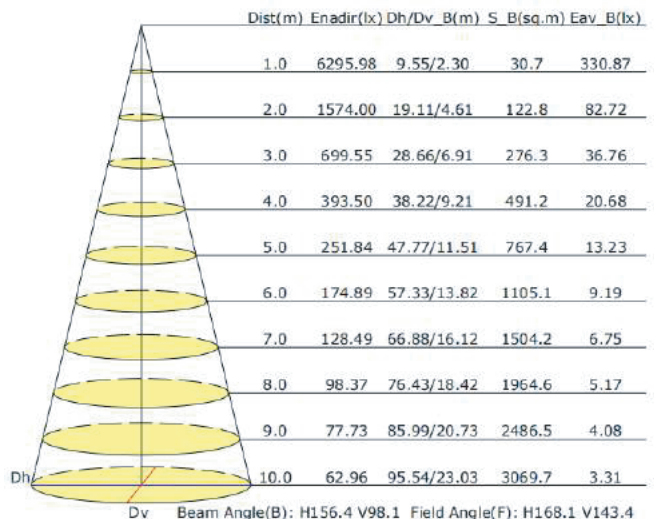 Dist(m) Enadir(lx) Dh/Dv_B(m) S_B(sq.m) Eav_B(lx)
1.0 6295.98 9.55/2.30 30.7 330.87
2.0 1574.00 19.11/4.61 122.8 82.72
3.0 699.55 28.66/6.91 276.3 36.76
4.0 393.50 38.22/9.21 491.2 20.68
5.0 251.84 47.77/11.51 767.4 13.23
6.0 174.89 57.33/13.82 1105.1 9.19
7.0 128.49 66.88/16.12 1504.2 6.75
8.0 98.37 76.43/18.42 1964.6 5.17
9.0 77.73 85.99/20.73 2486.5 4.08
Dh 10.0 62.96 95.54/23.03 3069.7 3.31
Dv Beam Angle(B): H156.4 V98.1 Field Angle(F): H168.1 V143.4